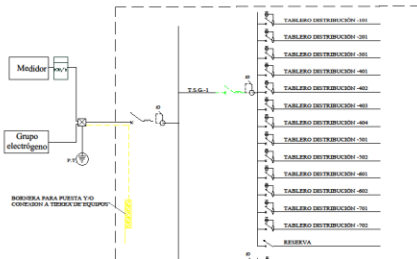 TABLERO DISTRIBUCIÓN -101
TABLERO DISTRIBUCIÓN -201
TABLERO DISTRIBUCIÓN -301
TABLERO DISTRIBUCIÓN -401
TABLERO DISTRIBUCIÓN -402
TABLERO DISTRIBUCIÓN -403
TABLERO DISTRIBUCIÓN -404
TABLERO DISTRIBUCIÓN -501
TABLERO DISTRIBUCIÓN -502
TABLERO DISTRIBUCIÓN -601
TABLERO DISTRIBUCIÓN -602
TABLERO DISTRIBUCIÓN -701
TABLERO DISTRIBUCIÓN -702
RESERVA
T.S.G-1
Medidor
Grupo
electrógeno
P.T
BORNERA PARA PUESTA Y/O
CONEXION A TIERRA DE EQUIPOS